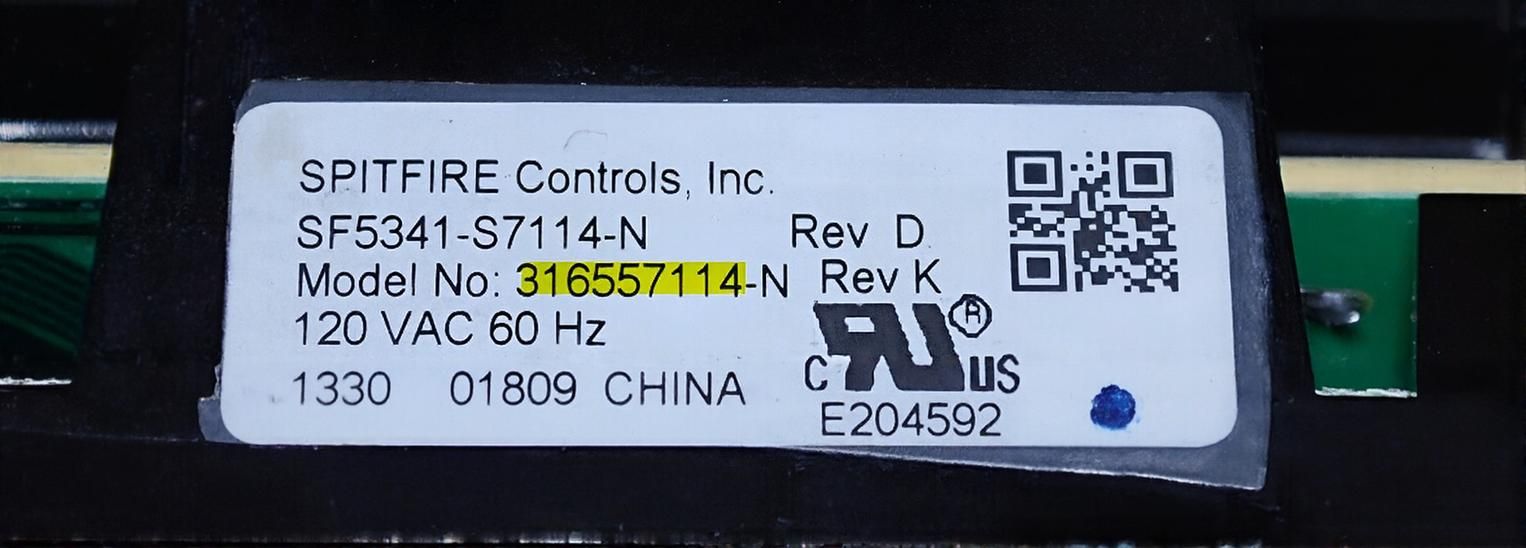 SPITFIRE Controls, Inc.
SF5341-S7114-N Rev D
Model No: 316557114-N Rev K
120 VAC 60 Hz
1330 01809 CHINA
C RU US ®
E204592